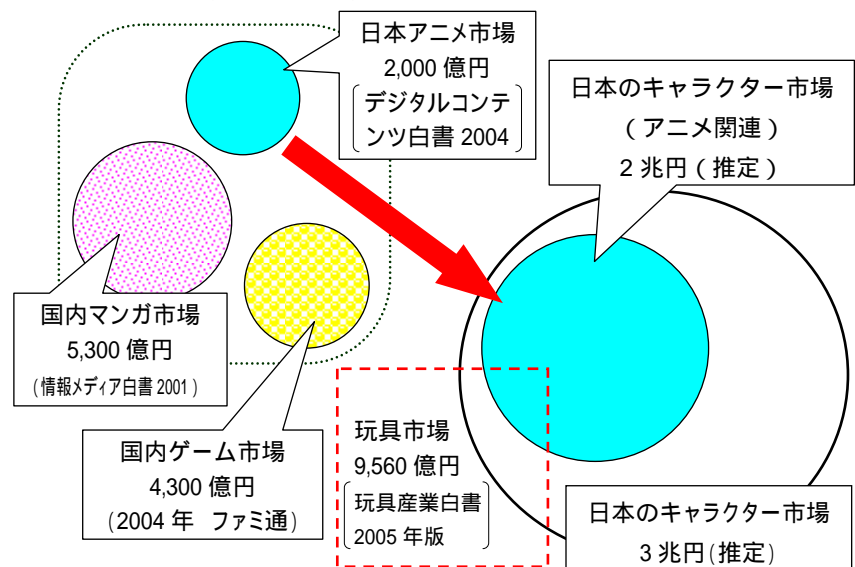 日本アニメ市場
2,000 億円
デジタルコンテ
ンツ白書 2004
日本のキャラクター市場
(アニメ関連)
2 兆円(推定)
国内マンガ市場
5,300 億円
(情報メディア白書 2001)
国内ゲーム市場
4,300 億円
(2004 年 ファミ通)
玩具市場
9,560 億円
玩具産業白書
2005 年版
日本のキャラクター市場
3 兆円(推定)